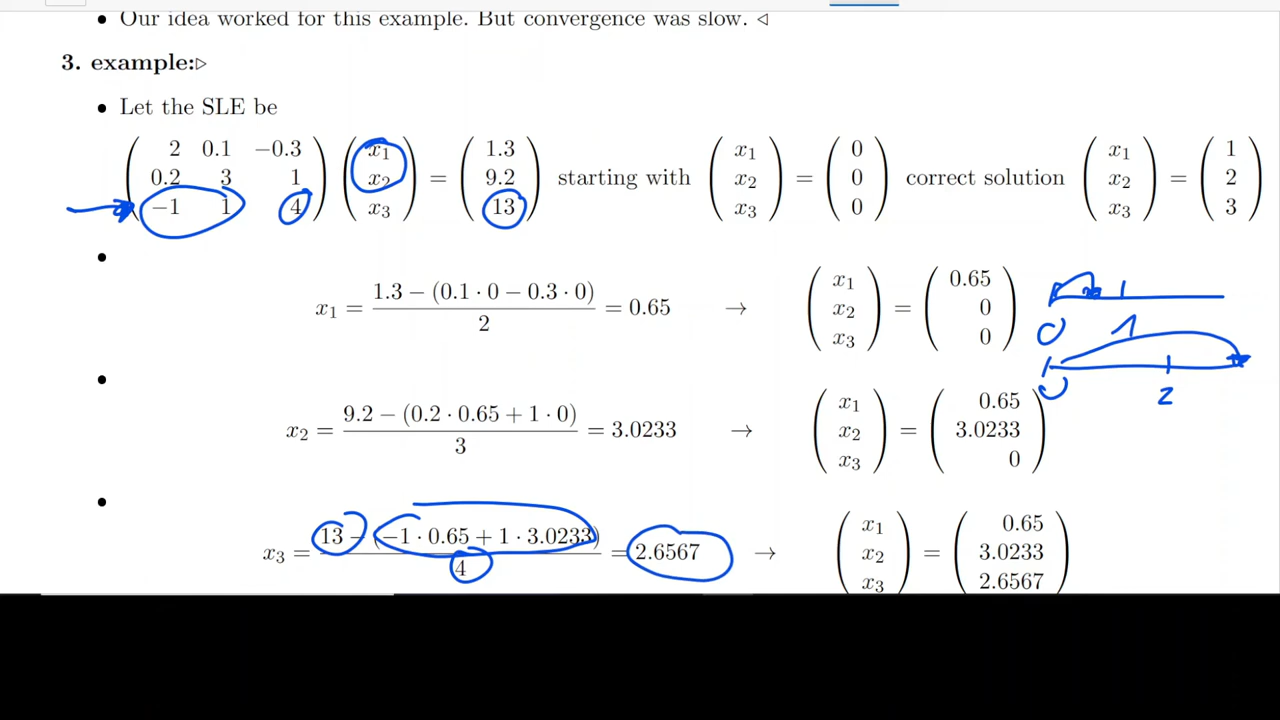 • Our idea worked for this example. But convergence was slow. ◁
3. example:▷
• Let the SLE be
( 2 0.1 −0.3 ) ( x₁ ) ( 1.3 ) ( x₁ ) ( 0 ) ( x₁ ) ( 1 )
( 0.2 3 1 ) ( x₂ ) = ( 9.2 ) starting with ( x₂ ) = ( 0 ) correct solution ( x₂ ) = ( 2 )
( −1 1 4 ) ( x₃ ) ( 13 ) ( x₃ ) ( 0 ) ( x₃ ) ( 3 )
•
x₁ = (1.3 − (0.1 · 0 − 0.3 · 0)) / 2 = 0.65 → ( x₁ x₂ x₃ ) = ( 0.65 0 0 )
0 1
•
0 2
x₂ = (9.2 − (0.2 · 0.65 + 1 · 0)) / 3 = 3.0233 → ( x₁ x₂ x₃ ) = ( 0.65 3.0233 0 )
•
x₃ = (13 − (−1 · 0.65 + 1 · 3.0233)) / 4 = 2.6567 → ( x₁ x₂ x₃ ) = ( 0.65 3.0233 2.6567 )